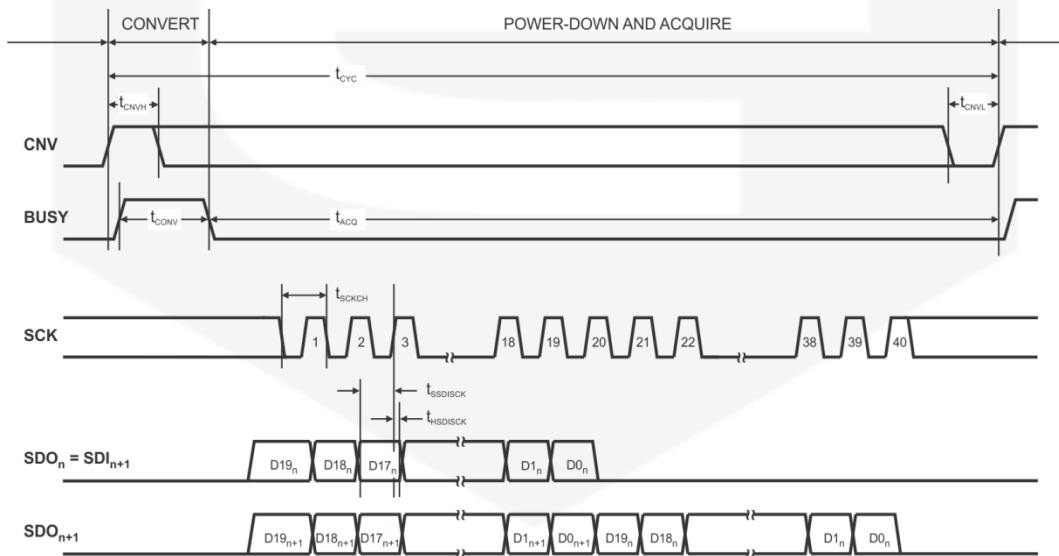 CONVERT POWER-DOWN AND ACQUIRE
tCYC
tCNVH tCNVL
CNV
BUSY tCONV tACQ
tSCKCH
SCK 1 2 3 18 19 20 21 22 38 39 40
tSSDISCK
tHSDISCK
SDOn = SDIn+1 D19n D18n D17n D1n D0n
SDOn+1 D19n+1 D18n+1 D17n+1 D1n+1 D0n+1 D19n D18n D1n D0n